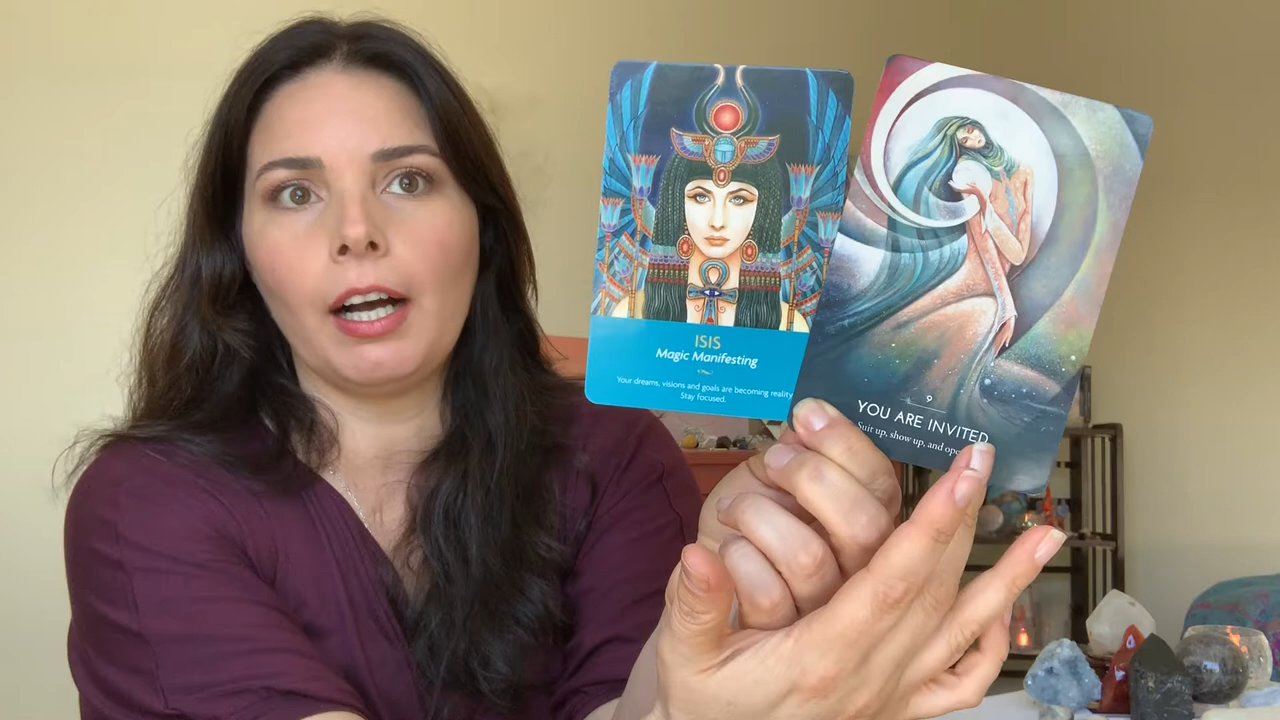 ISIS
Magic Manifesting
Your dreams, visions and goals are becoming reality
Stay focused.
9
YOU ARE INVITED
Suit up, show up, and